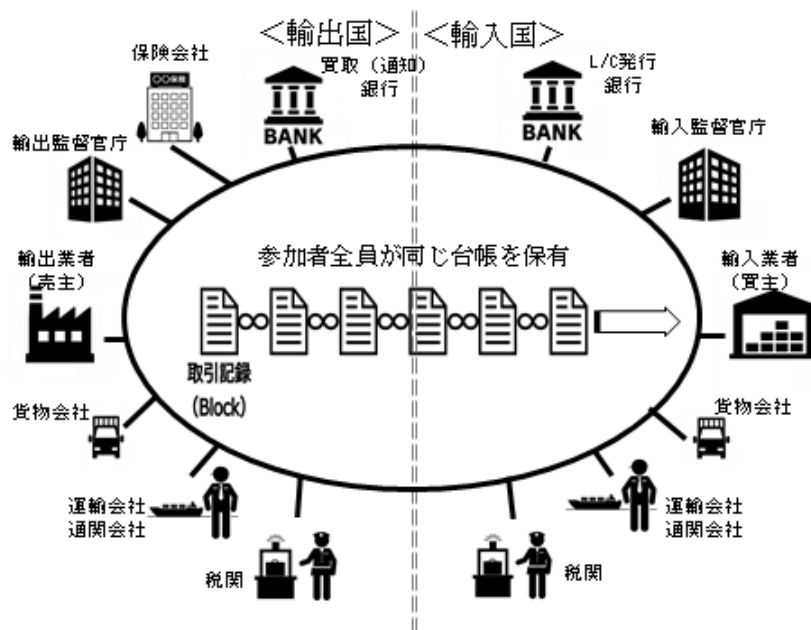 ＜輸出国＞
＜輸入国＞
保険会社
〇〇保険
買取（通知）
銀行
BANK
L/C発行
銀行
BANK
輸出監督官庁
輸入監督官庁
輸出業者
(売主)
輸入業者
(買主)
参加者全員が同じ台帳を保有
取引記録
(Block)
貨物会社
貨物会社
運輸会社
通関会社
運輸会社
通関会社
税関
税関